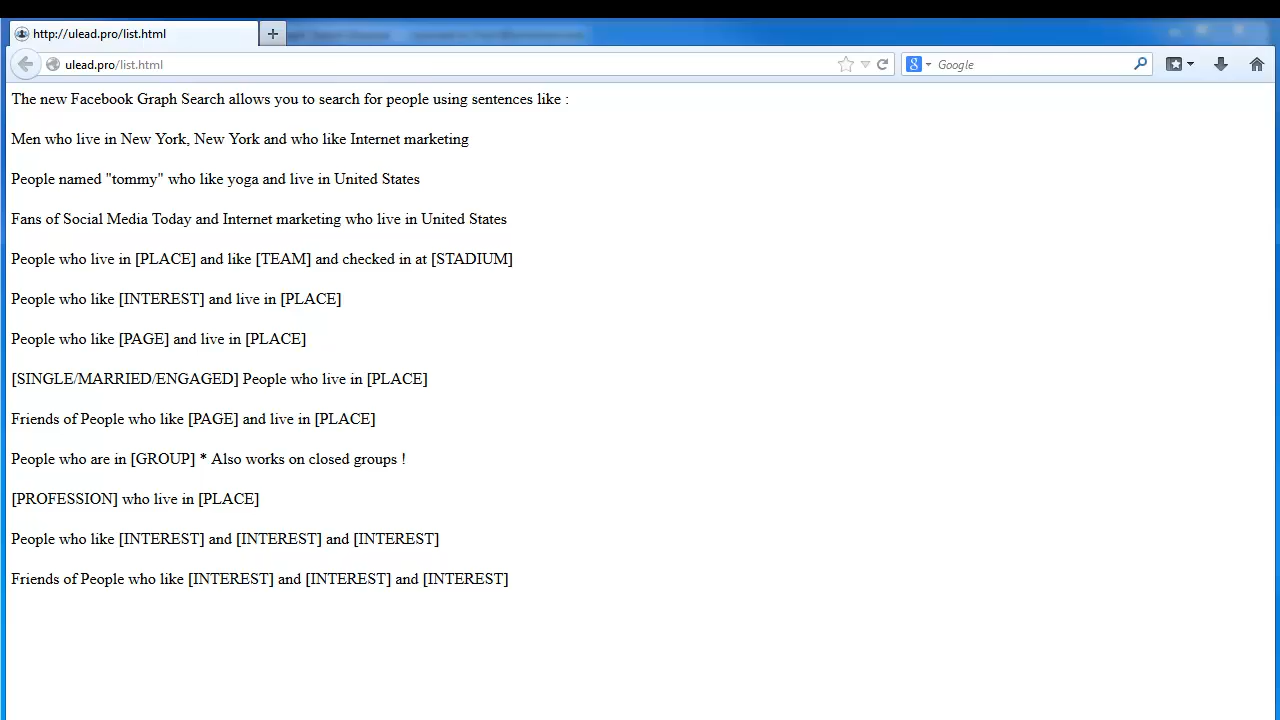 http://ulead.pro/list.html
ulead.pro/list.html
Google
The new Facebook Graph Search allows you to search for people using sentences like :
Men who live in New York, New York and who like Internet marketing
People named "tommy" who like yoga and live in United States
Fans of Social Media Today and Internet marketing who live in United States
People who live in [PLACE] and like [TEAM] and checked in at [STADIUM]
People who like [INTEREST] and live in [PLACE]
People who like [PAGE] and live in [PLACE]
[SINGLE/MARRIED/ENGAGED] People who live in [PLACE]
Friends of People who like [PAGE] and live in [PLACE]
People who are in [GROUP] * Also works on closed groups !
[PROFESSION] who live in [PLACE]
People who like [INTEREST] and [INTEREST] and [INTEREST]
Friends of People who like [INTEREST] and [INTEREST] and [INTEREST]